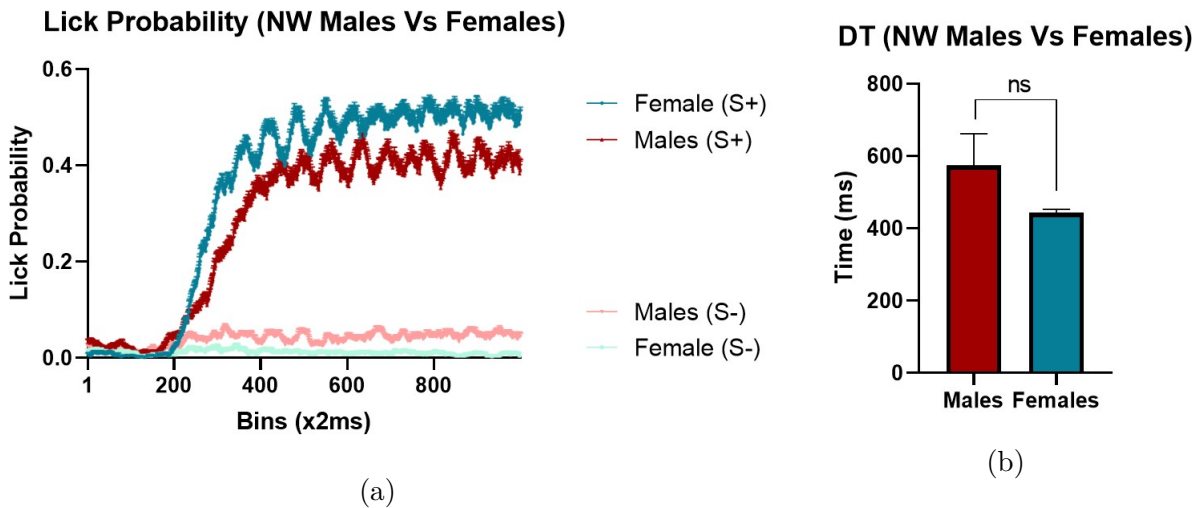 Lick Probability (NW Males Vs Females)
Lick Probability
0.6
0.4
0.2
0.0
1
200
400
600
800
Bins (x2ms)
Female (S+)
Males (S+)
Males (S-)
Female (S-)
(a)
DT (NW Males Vs Females)
Time (ms)
800
600
400
200
0
ns
Males
Females
(b)